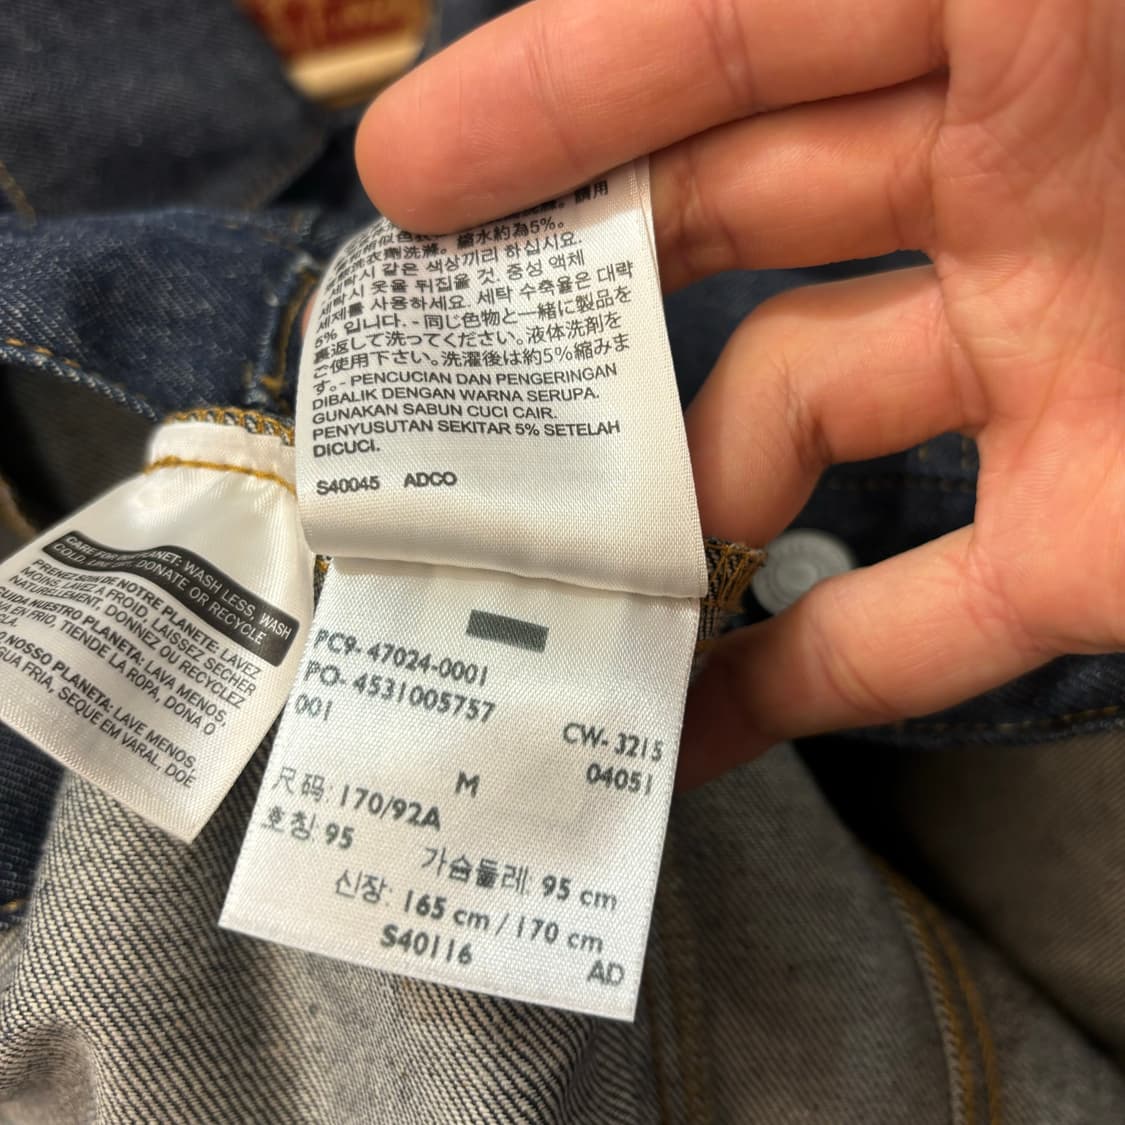 請用
縮水約為5%。
세탁시 같은 색상끼리 하십시요.
세탁시 옷을 뒤집을 것. 중성 액체
세제를 사용하세요. 세탁 수축율은 대략
5% 입니다. - 同じ色物と一緒に製品を
裏返して洗ってください。液体洗剤を
ご使用下さい。洗濯後は約5%縮みま
す。- PENCUCIAN DAN PENGERINGAN
DIBALIK DENGAN WARNA SERUPA.
GUNAKAN SABUN CUCI CAIR.
PENYUSUTAN SEKITAR 5% SETELAH
DICUCI.
S40045 ADCO
CARE FOR OUR PLANET: WASH LESS, WASH
COLD, LINE DRY, DONATE OR RECYCLE
PRENEZ SOIN DE NOTRE PLANETE: LAVEZ
MOINS, LAVEZ A FROID, LAISSEZ SECHER
NATURELLEMENT, DONNEZ OU RECYCLEZ
CUIDA NUESTRO PLANETA: LAVA MENOS,
EN FRIO, TIENDE LA ROPA, DONA O
NOSSO PLANETA: LAVE MENOS,
FRIA, SEQUE EM VARAL, DOE
PC9- 47024-0001
PO- 4531005757
001
CW- 3215
04051
M
尺码: 170/92A
호칭: 95
가슴둘레: 95 cm
신장: 165 cm / 170 cm
S40116
AD